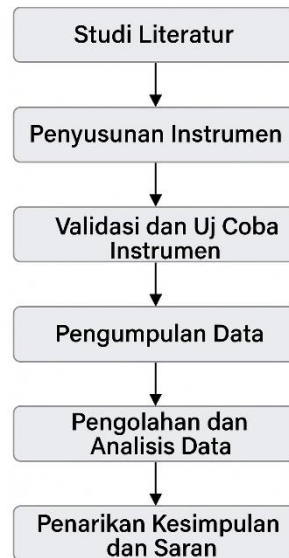 Studi Literatur
Penyusunan Instrumen
Validasi dan Uj Coba
Instrumen
Pengumpulan Data
Pengolahan dan
Analisis Data
Penarikan Kesimpulan
dan Saran